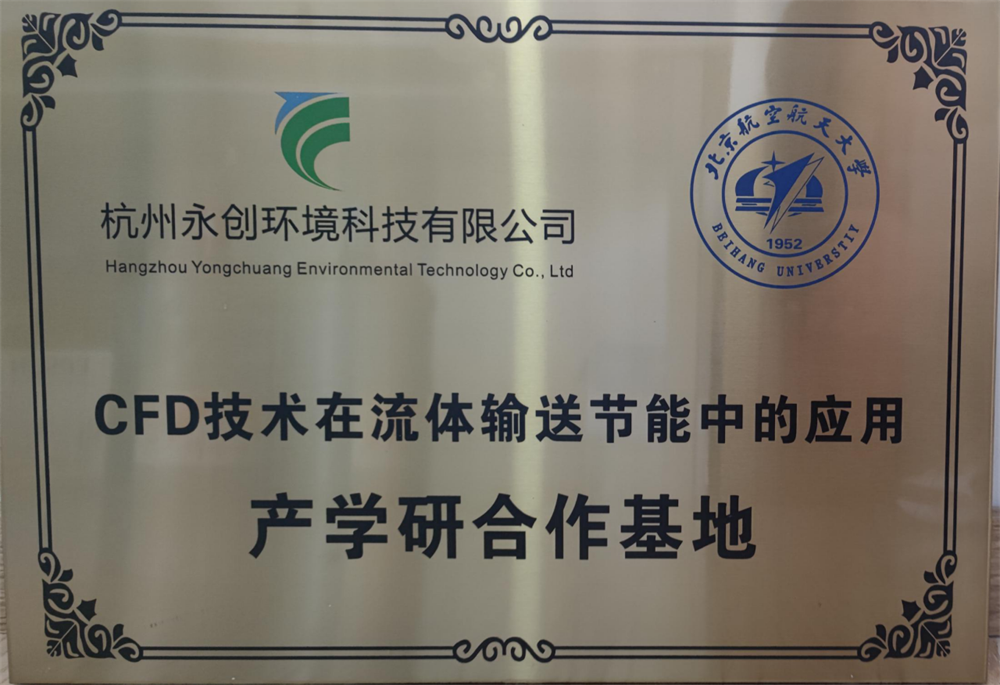 杭州永创环境科技有限公司
Hangzhou Yongchuang Environmental Technology Co., Ltd
北京航空航天大学
1952
BEIHANG UNIVERSTIY
CFD技术在流体输送节能中的应用
产学研合作基地